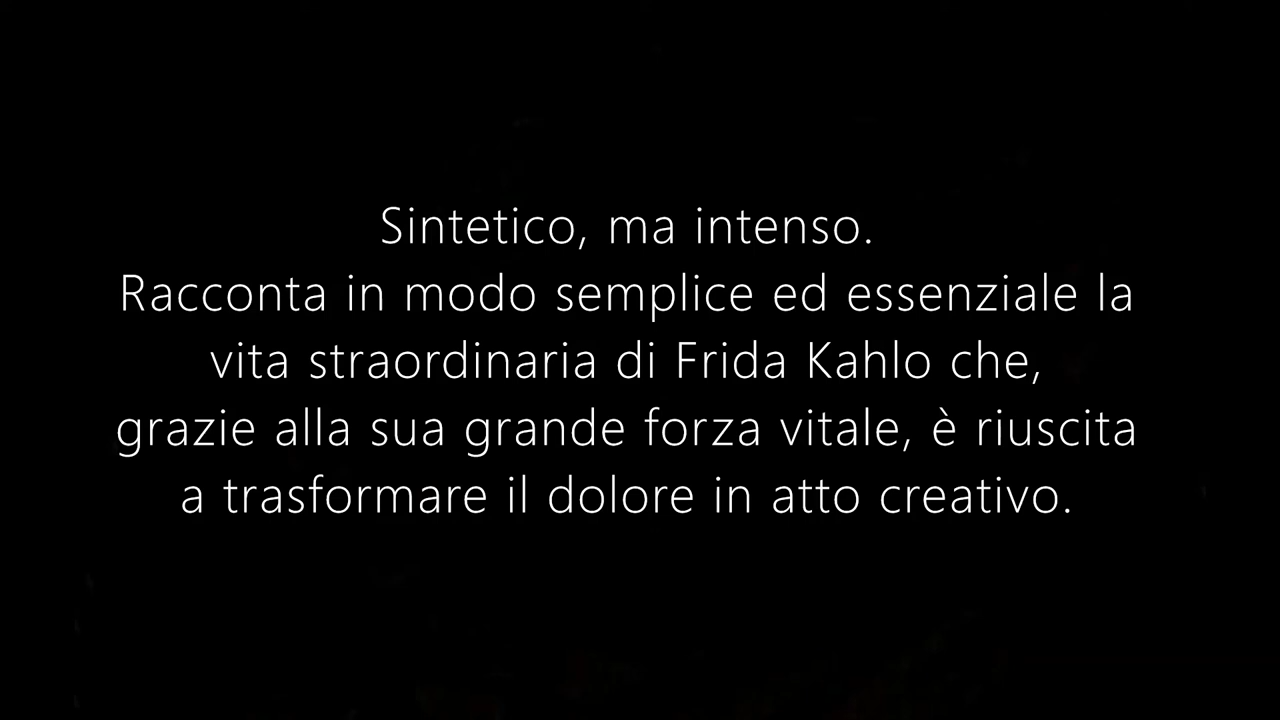 Sintetico, ma intenso.
Racconta in modo semplice ed essenziale la
vita straordinaria di Frida Kahlo che,
grazie alla sua grande forza vitale, è riuscita
a trasformare il dolore in atto creativo.